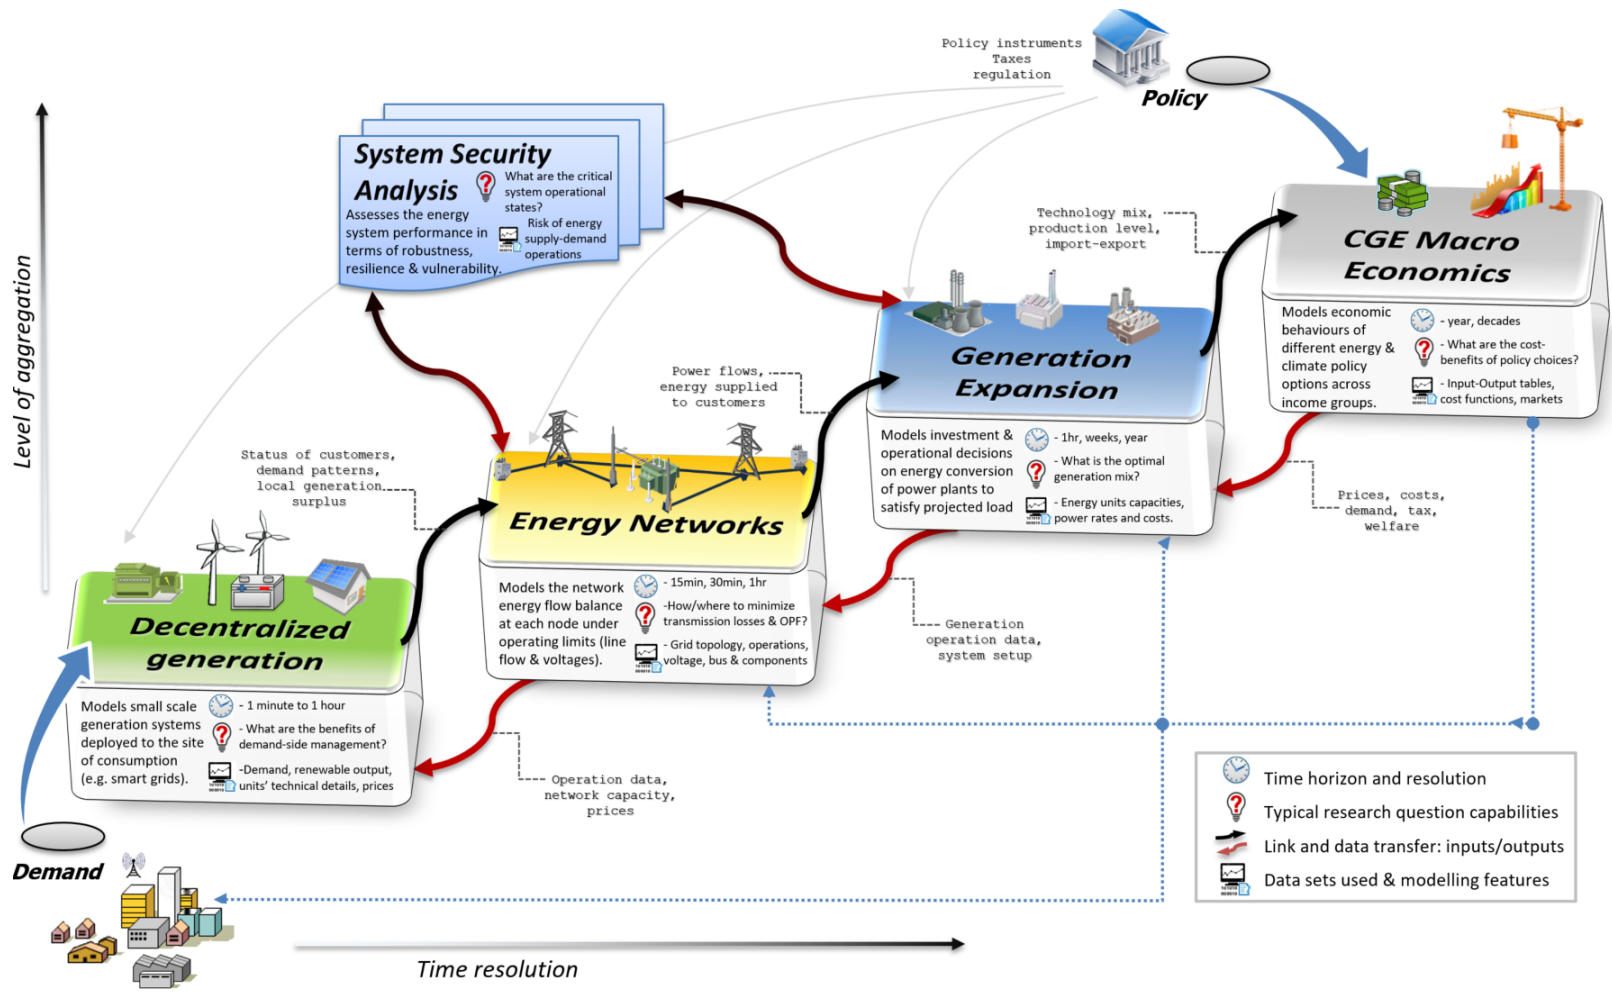 Policy instruments
Taxes
regulation
Policy
System Security
Analysis
What are the critical
system operational
states?
Assesses the energy
system performance in
terms of robustness,
resilience & vulnerability.
Risk of energy
supply-demand
operations
Technology mix,
production level,
import-export
CGE Macro
Economics
Models economic
behaviours of
different energy &
climate policy
options across
income groups.
- year, decades
- What are the cost-
benefits of policy choices?
- Input-Output tables,
cost functions, markets
Level of aggregation
Generation
Expansion
Models investment &
operational decisions
on energy conversion
of power plants to
satisfy projected load
- 1hr, weeks, year
- What is the optimal
generation mix?
- Energy units capacities,
power rates and costs.
Power flows,
energy supplied
to customers
Status of customers,
demand patterns,
local generation
surplus
Prices, costs,
demand, tax,
welfare
Energy Networks
Models the network
energy flow balance
at each node under
operating limits (line
flow & voltages).
- 15min, 30min, 1hr
-How/where to minimize
transmission losses & OPF?
- Grid topology, operations,
voltage, bus & components
Generation
operation data,
system setup
Decentralized
generation
Models small scale
generation systems
deployed to the site
of consumption
(e.g. smart grids).
- 1 minute to 1 hour
- What are the benefits of
demand-side management?
-Demand, renewable output,
units' technical details, prices
Operation data,
network capacity,
prices
Demand
Time horizon and resolution
Typical research question capabilities
Link and data transfer: inputs/outputs
Data sets used & modelling features
Time resolution